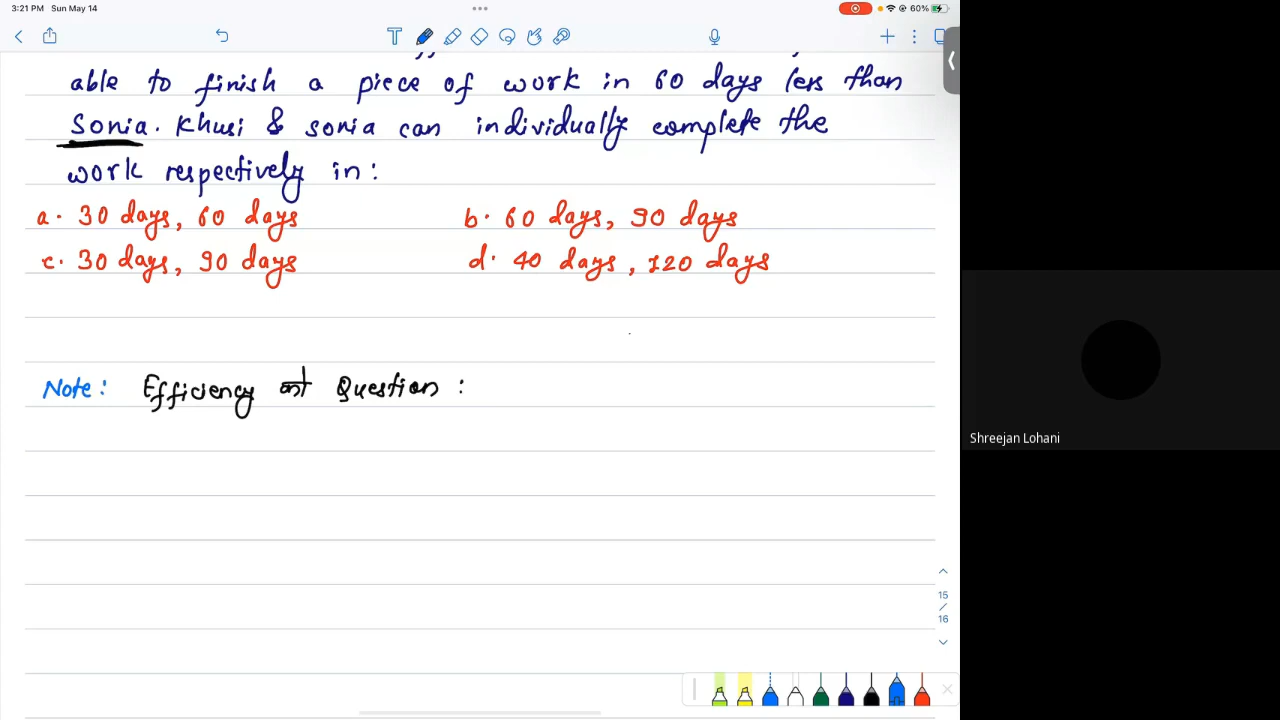 3:21 PM Sun May 14
60%
able to finish a piece of work in 60 days less than
Sonia. Khusi & sonia can individually complete the
work respectively in:
a. 30 days, 60 days
b. 60 days, 90 days
c. 30 days, 90 days
d. 40 days, 120 days
Note: Efficiency Question:
Shreejan Lohani
15
/
16